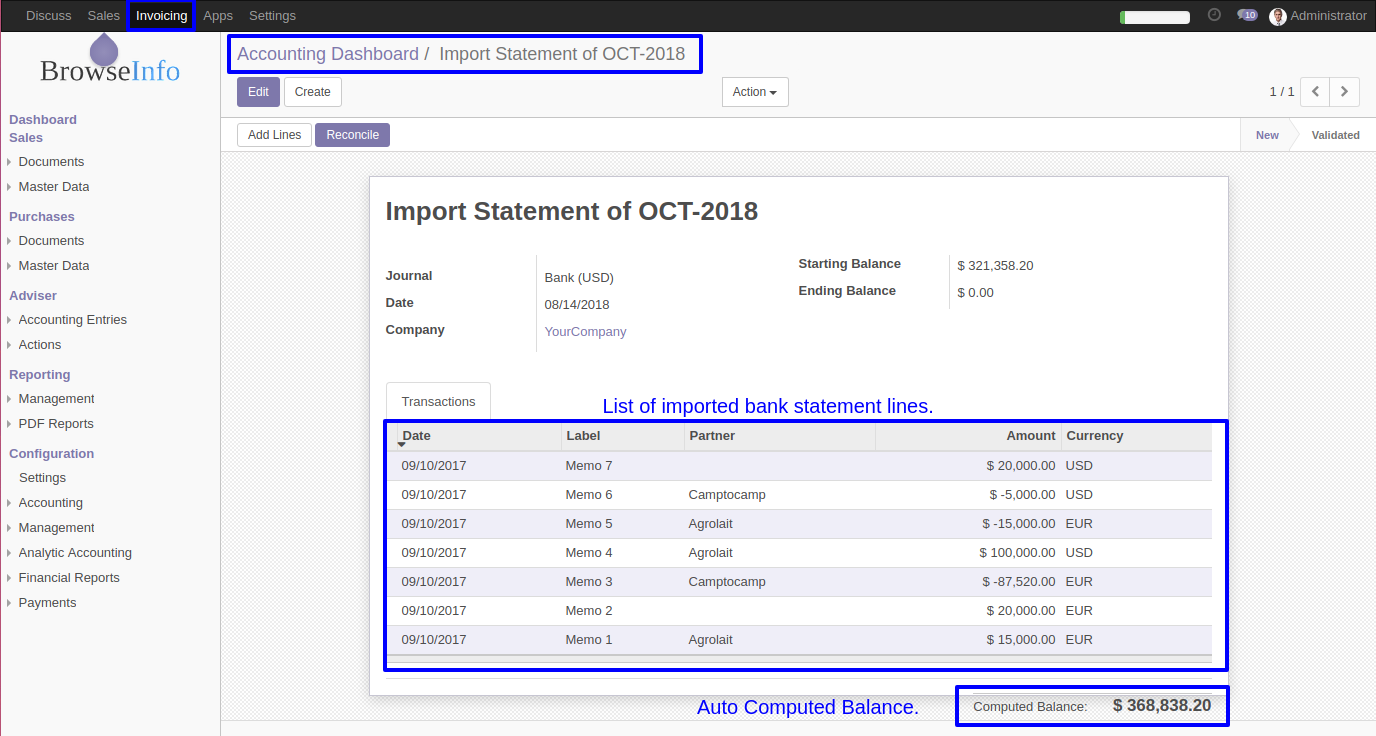 Discuss Sales Invoicing Apps Settings 10 Administrator
BrowseInfo
Accounting Dashboard / Import Statement of OCT-2018
Edit Create Action 1 / 1
Add Lines Reconcile New Validated
Dashboard
Sales
Documents
Master Data
Purchases
Documents
Master Data
Adviser
Accounting Entries
Actions
Reporting
Management
PDF Reports
Configuration
Settings
Accounting
Management
Analytic Accounting
Financial Reports
Payments
Import Statement of OCT-2018
Journal Bank (USD)
Date 08/14/2018
Company YourCompany
Starting Balance $ 321,358.20
Ending Balance $ 0.00
Transactions
List of imported bank statement lines.
Date Label Partner Amount Currency
09/10/2017 Memo 7 $ 20,000.00 USD
09/10/2017 Memo 6 Camptocamp $ -5,000.00 USD
09/10/2017 Memo 5 Agrolait $ -15,000.00 EUR
09/10/2017 Memo 4 Agrolait $ 100,000.00 USD
09/10/2017 Memo 3 Camptocamp $ -87,520.00 EUR
09/10/2017 Memo 2 $ 20,000.00 EUR
09/10/2017 Memo 1 Agrolait $ 15,000.00 EUR
Auto Computed Balance.
Computed Balance: $ 368,838.20